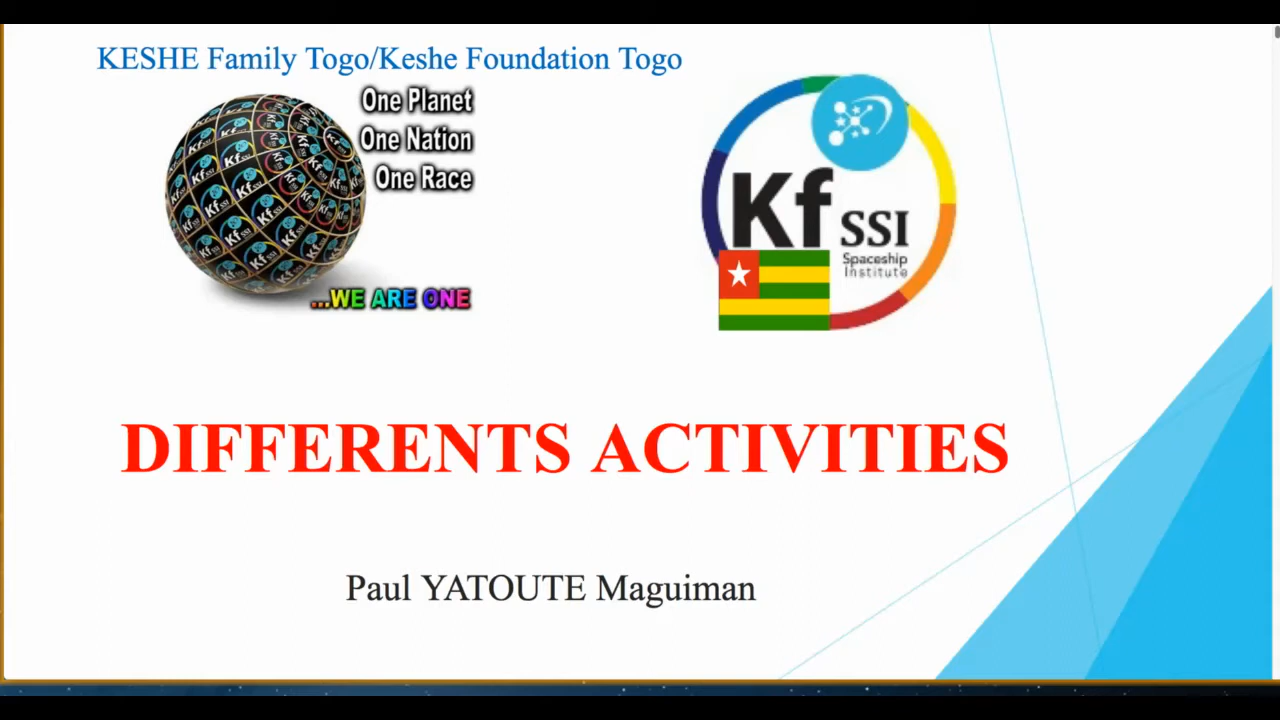 KESHE Family Togo/Keshe Foundation Togo
One Planet
One Nation
One Race
...WE ARE ONE
Kf SSI
Spaceship
Institute
DIFFERENTS ACTIVITIES
Paul YATOUTE Maguiman